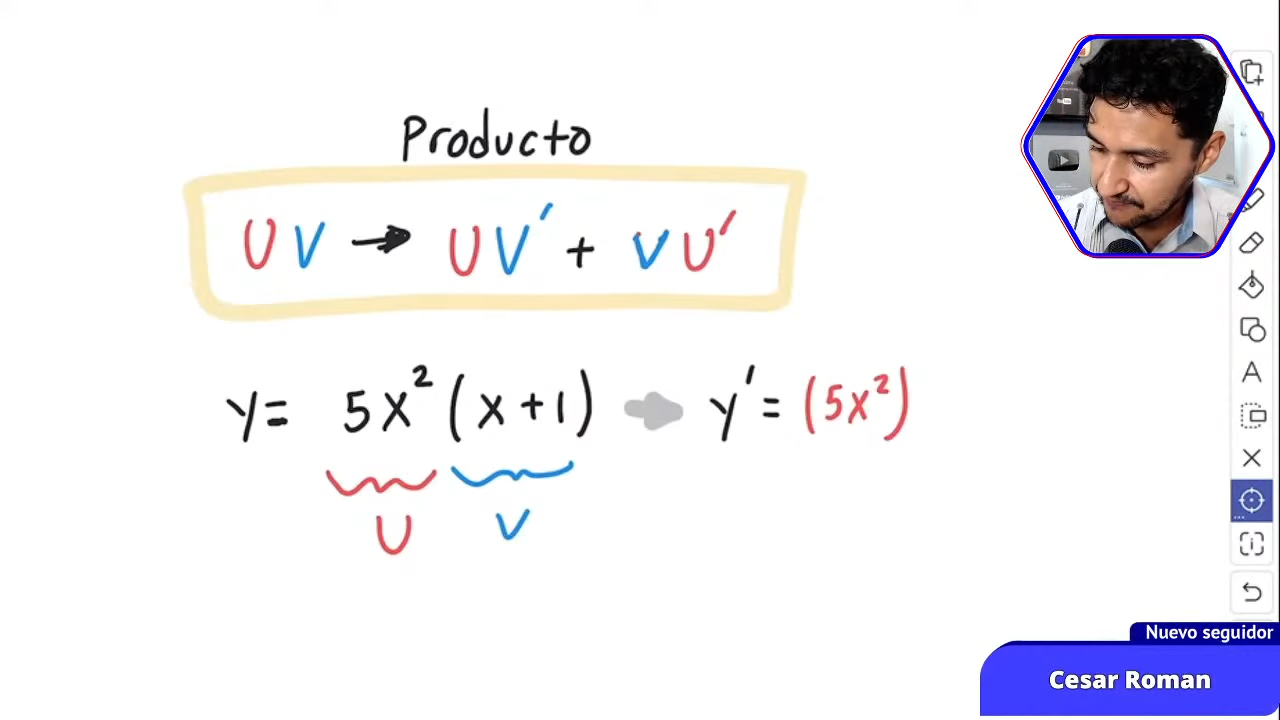 Producto
UV → UV' + VU'
y = 5x² (x+1) ➡ y' = (5x²)
U V
A
Nuevo seguidor
Cesar Roman